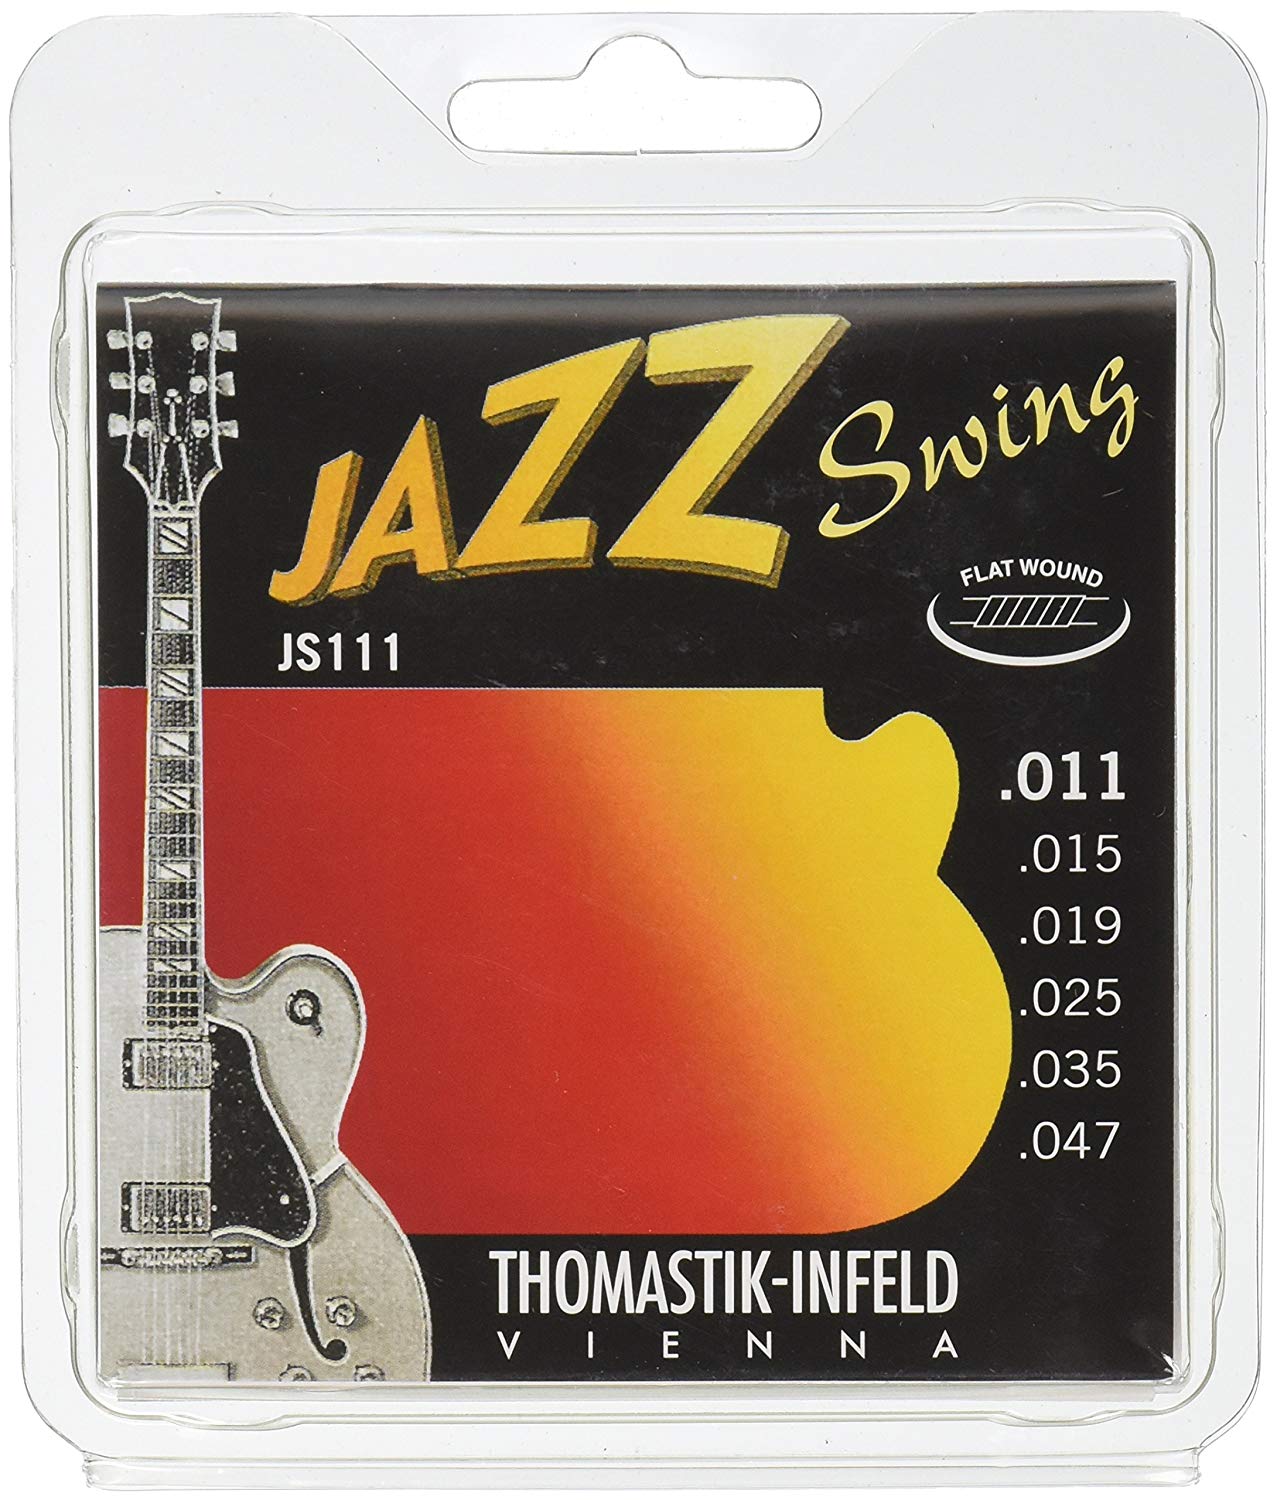 JAZZ Swing
FLAT WOUND
JS111
.011
.015
.019
.025
.035
.047
THOMASTIK-INFELD
VIENNA